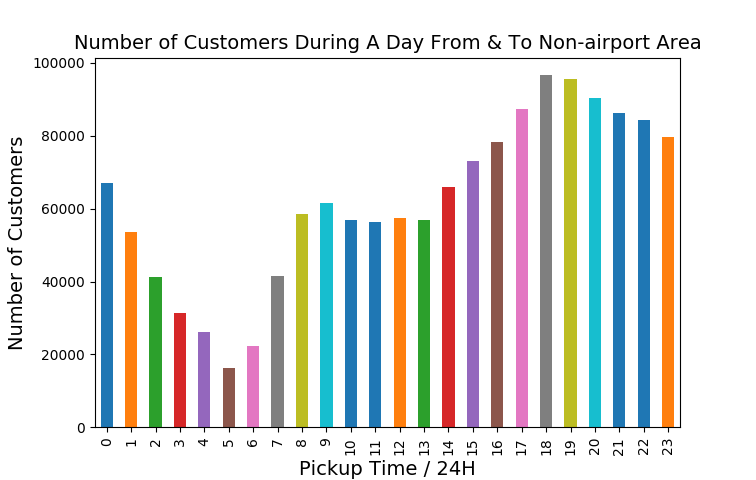 Number of Customers During A Day From & To Non-airport Area
Number of Customers
100000
80000
60000
40000
20000
0
0 1 2 3 4 5 6 7 8 9 10 11 12 13 14 15 16 17 18 19 20 21 22 23
Pickup Time / 24H